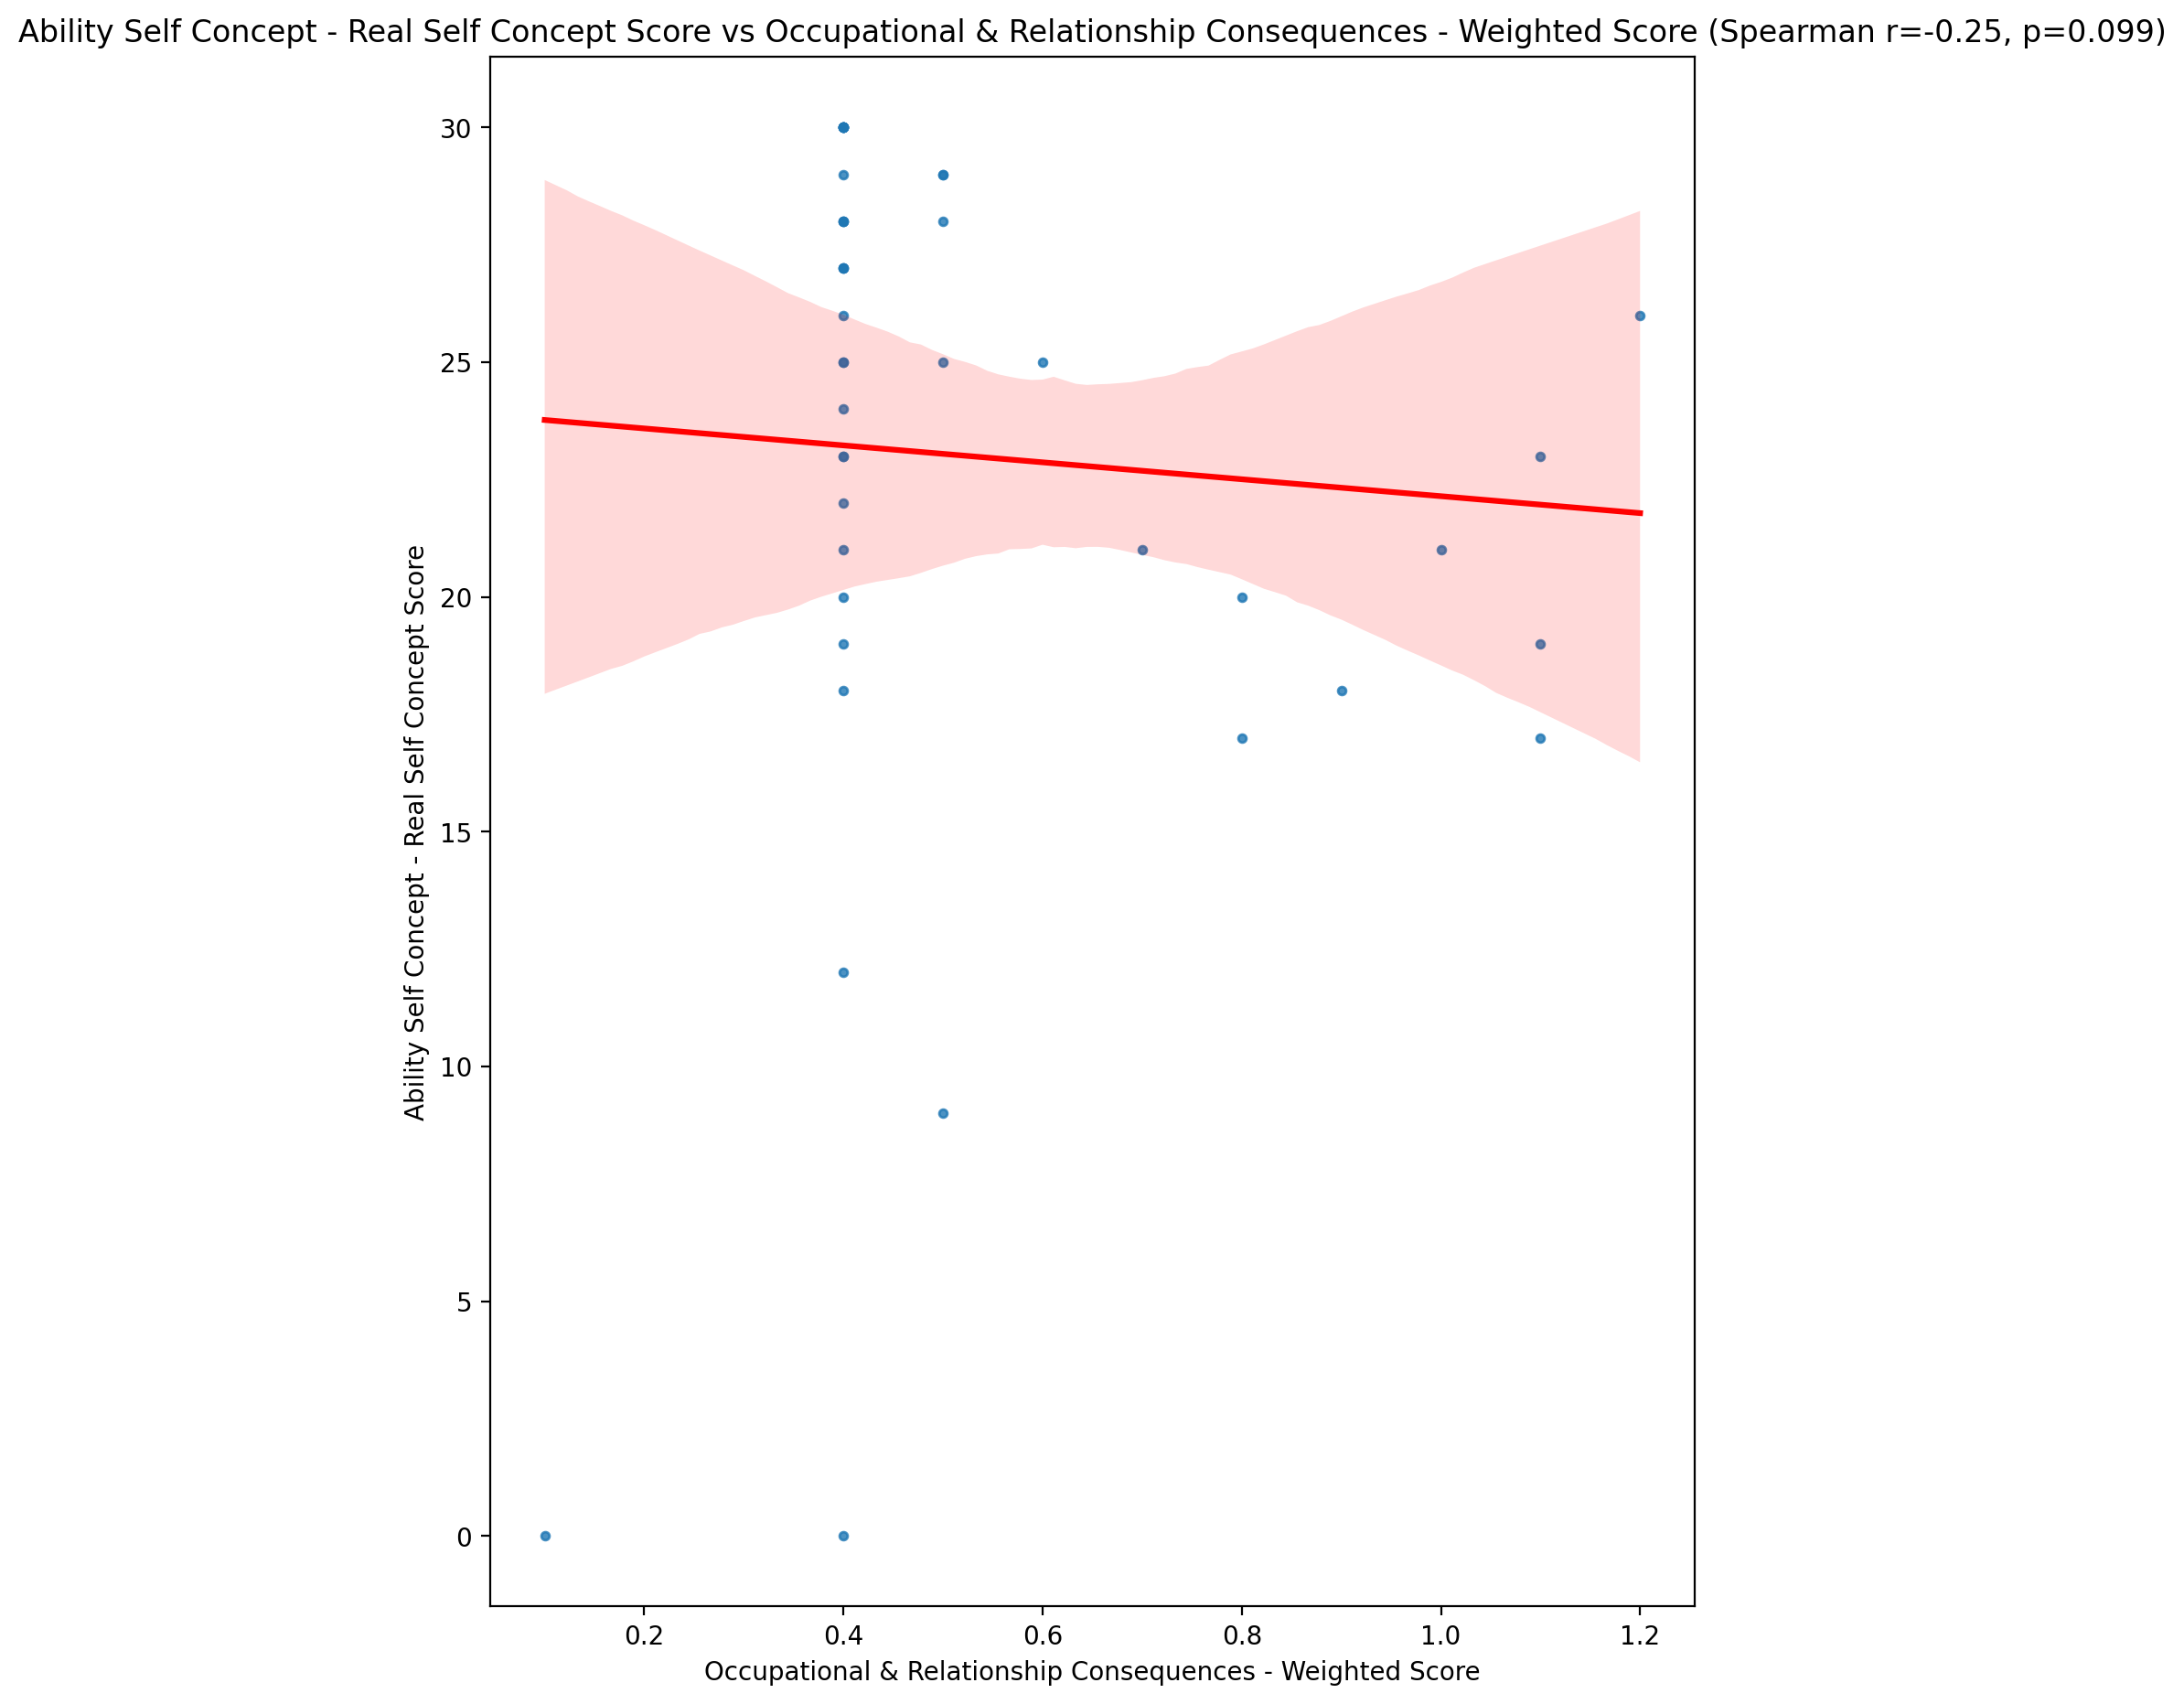 Ability Self Concept - Real Self Concept Score vs Occupational & Relationship Consequences - Weighted Score (Spearman r=-0.25, p=0.099)
Ability Self Concept - Real Self Concept Score
30
25
20
15
10
5
0
0.2 0.4 0.6 0.8 1.0 1.2
Occupational & Relationship Consequences - Weighted Score